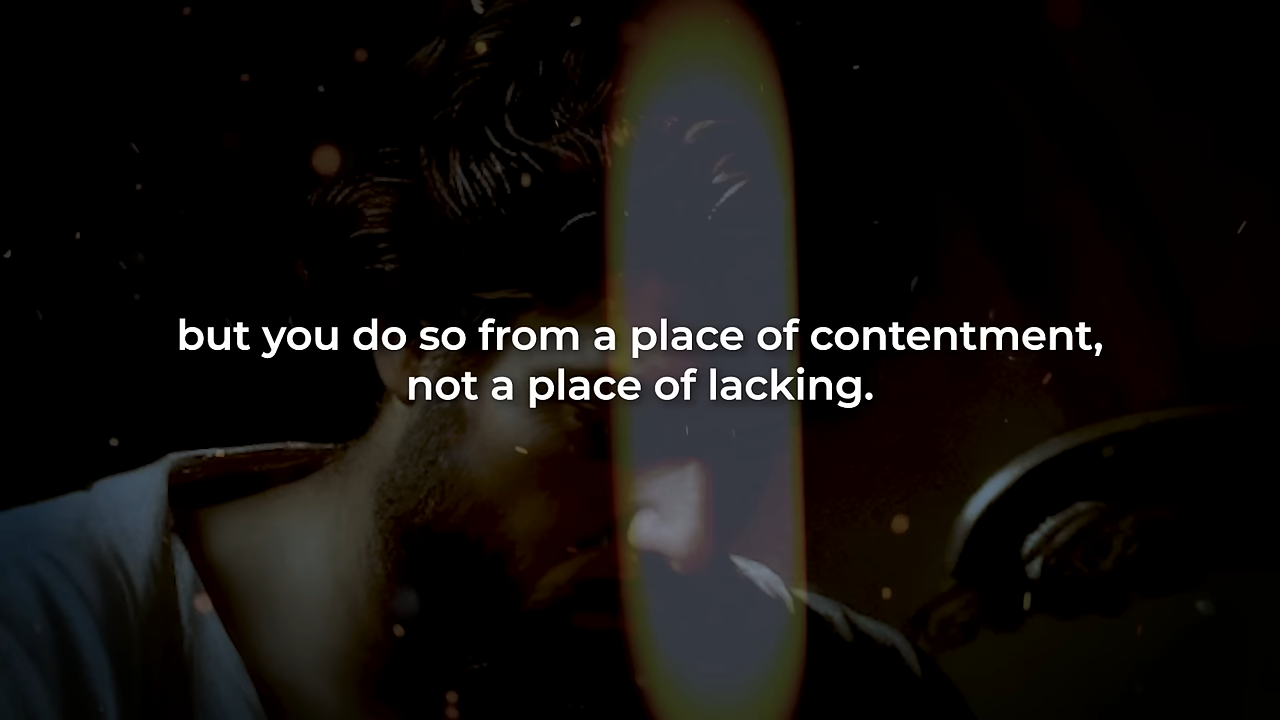 but you do so from a place of contentment,
not a place of lacking.